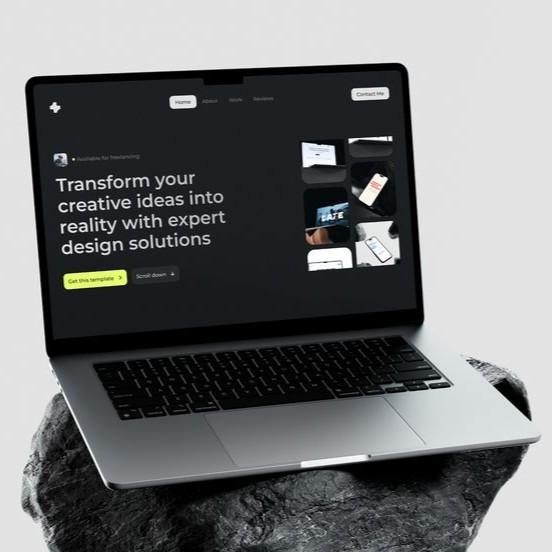 Home
About
Work
Reviews
Contact Me
Available for freelancing
Transform your
creative ideas into
reality with expert
design solutions
Get this template
Scroll down